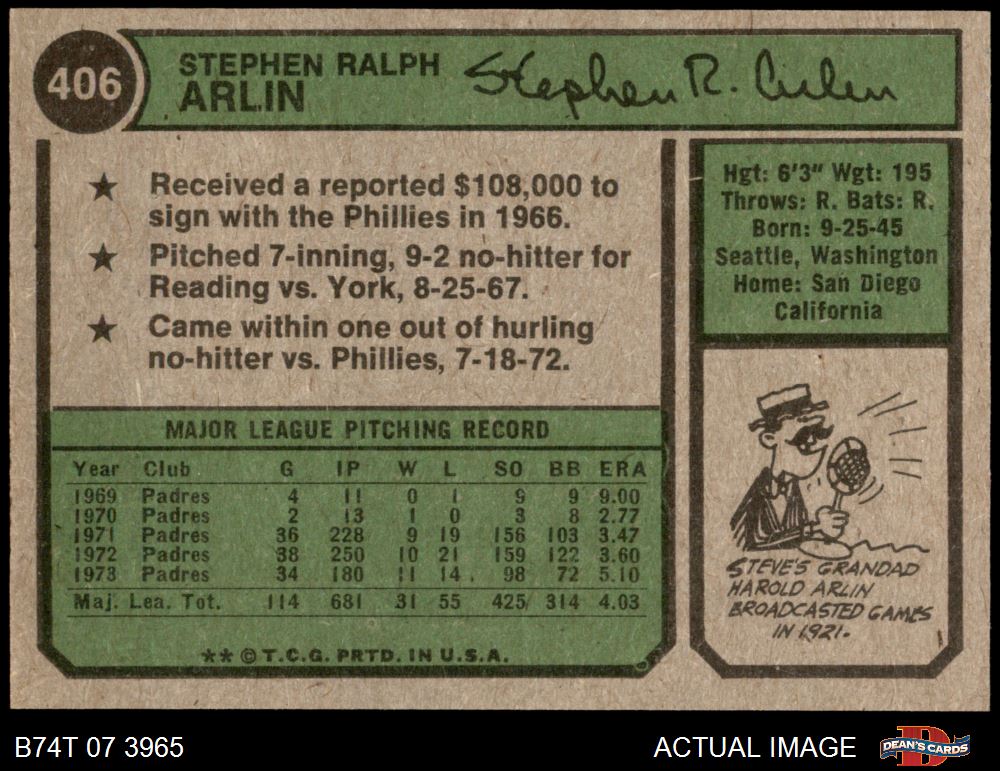 406
STEPHEN RALPH
ARLIN
Stephen R. Arlin
★ Received a reported $108,000 to
sign with the Phillies in 1966.
★ Pitched 7-inning, 9-2 no-hitter for
Reading vs. York, 8-25-67.
★ Came within one out of hurling
no-hitter vs. Phillies, 7-18-72.
Hgt: 6'3" Wgt: 195
Throws: R. Bats: R.
Born: 9-25-45
Seattle, Washington
Home: San Diego
California
MAJOR LEAGUE PITCHING RECORD
Year Club G IP W L SO BB ERA
1969 Padres 4 11 0 1 9 9 9.00
1970 Padres 2 13 1 0 3 8 2.77
1971 Padres 36 228 9 19 156 103 3.47
1972 Padres 38 250 10 21 159 122 3.60
1973 Padres 34 180 11 14 98 72 5.10
Maj. Lea. Tot. 114 681 31 55 425 314 4.03
** © T.C.G. PRTD. IN U.S.A.
STEVE'S GRANDAD
HAROLD ARLIN
BROADCASTED GAMES
IN 1921.
B74T 07 3965
ACTUAL IMAGE
DEAN'S CARDS